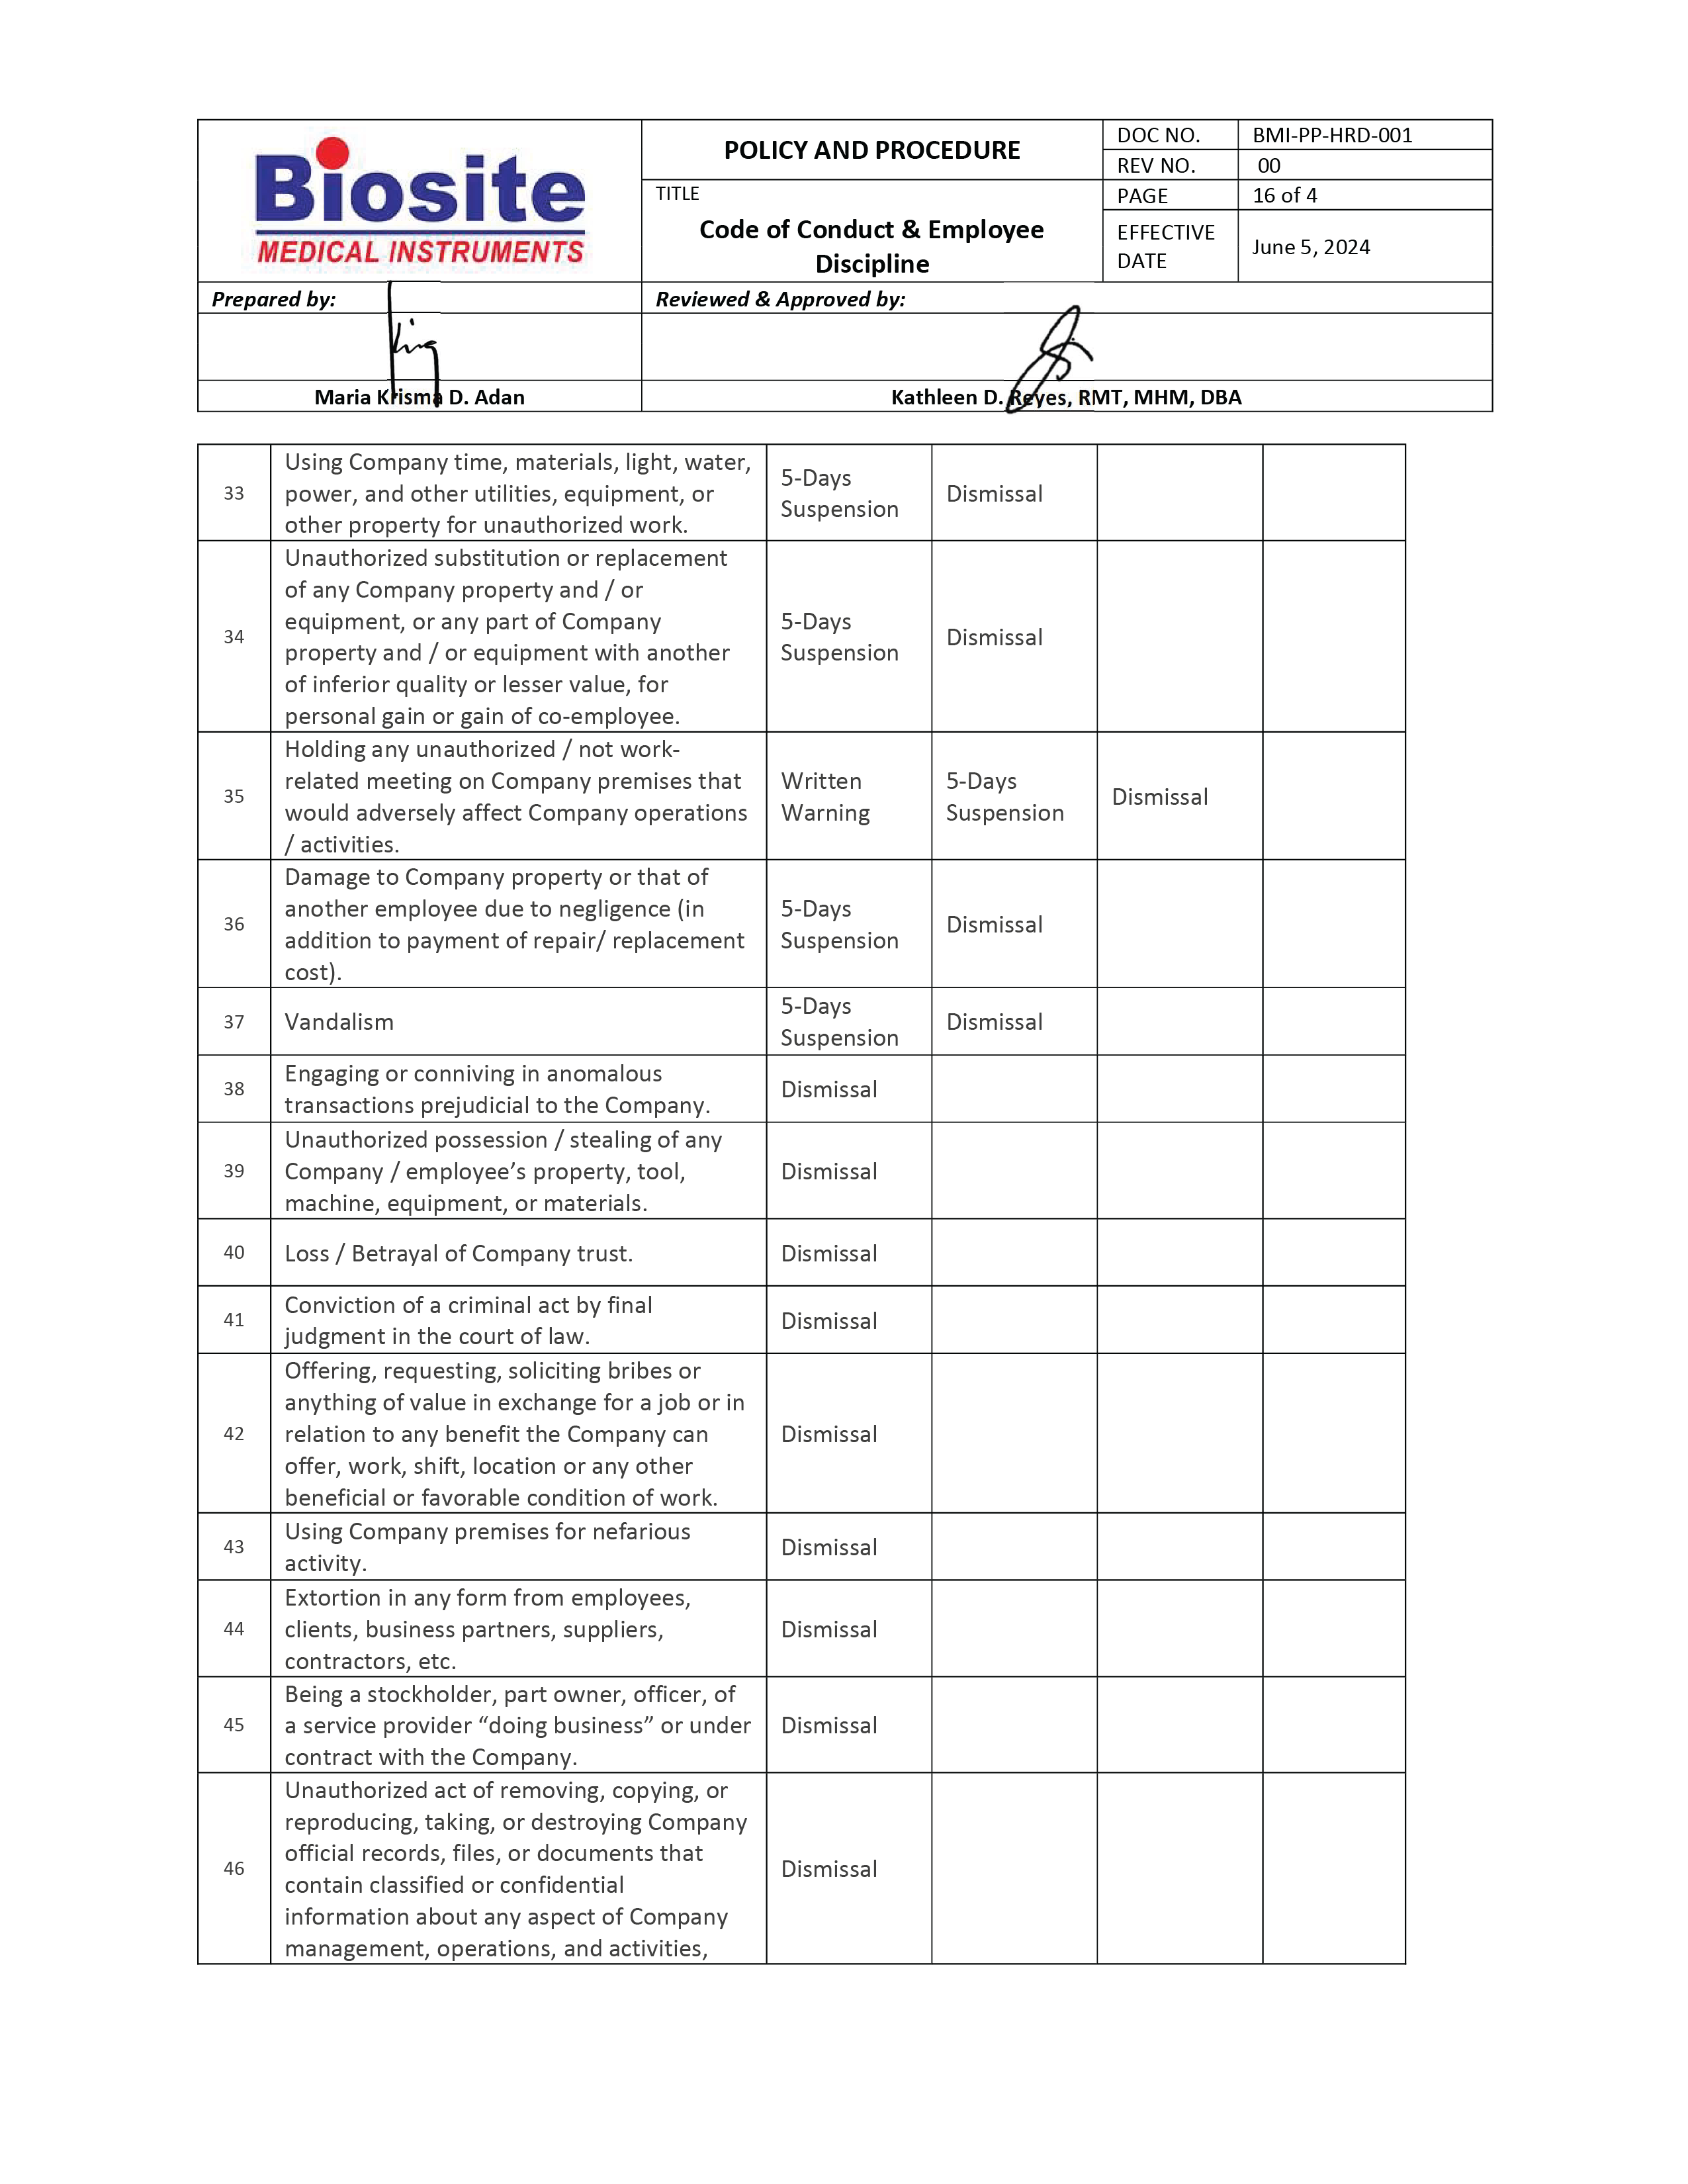 Biosite
MEDICAL INSTRUMENTS
POLICY AND PROCEDURE
TITLE
Code of Conduct & Employee
Discipline
DOC NO. BMI-PP-HRD-001
REV NO. 00
PAGE 16 of 4
EFFECTIVE
DATE
June 5, 2024
Prepared by:
Reviewed & Approved by:
Maria Krisma D. Adan
Kathleen D. Reyes, RMT, MHM, DBA
33
Using Company time, materials, light, water,
power, and other utilities, equipment, or
other property for unauthorized work.
5-Days
Suspension
Dismissal
34
Unauthorized substitution or replacement
of any Company property and / or
equipment, or any part of Company
property and / or equipment with another
of inferior quality or lesser value, for
personal gain or gain of co-employee.
5-Days
Suspension
Dismissal
35
Holding any unauthorized / not work-
related meeting on Company premises that
would adversely affect Company operations
/ activities.
Written
Warning
5-Days
Suspension
Dismissal
36
Damage to Company property or that of
another employee due to negligence (in
addition to payment of repair/ replacement
cost).
5-Days
Suspension
Dismissal
37
Vandalism
5-Days
Suspension
Dismissal
38
Engaging or conniving in anomalous
transactions prejudicial to the Company.
Dismissal
39
Unauthorized possession / stealing of any
Company / employee’s property, tool,
machine, equipment, or materials.
Dismissal
40
Loss / Betrayal of Company trust.
Dismissal
41
Conviction of a criminal act by final
judgment in the court of law.
Dismissal
42
Offering, requesting, soliciting bribes or
anything of value in exchange for a job or in
relation to any benefit the Company can
offer, work, shift, location or any other
beneficial or favorable condition of work.
Dismissal
43
Using Company premises for nefarious
activity.
Dismissal
44
Extortion in any form from employees,
clients, business partners, suppliers,
contractors, etc.
Dismissal
45
Being a stockholder, part owner, officer, of
a service provider “doing business” or under
contract with the Company.
Dismissal
46
Unauthorized act of removing, copying, or
reproducing, taking, or destroying Company
official records, files, or documents that
contain classified or confidential
information about any aspect of Company
management, operations, and activities,
Dismissal